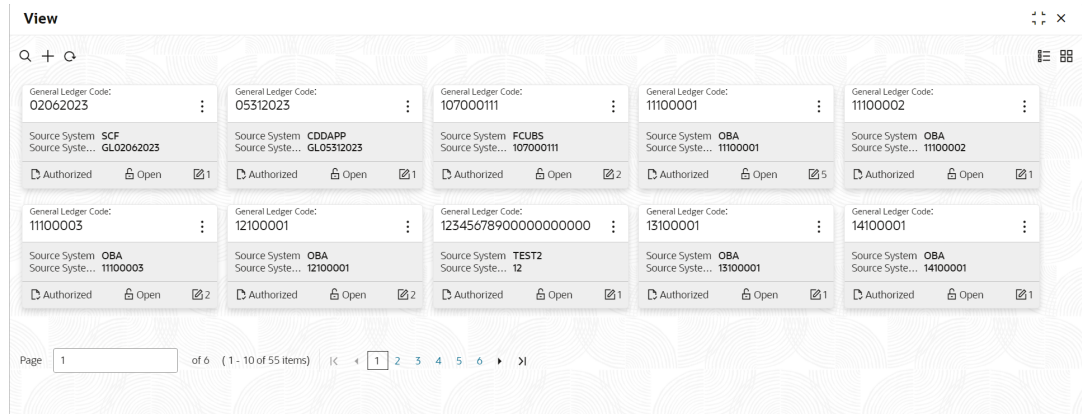 View
General Ledger Code:
02062023
Source System SCF
Source Syste... GL02062023
Authorized Open 1
General Ledger Code:
05312023
Source System CDDAPP
Source Syste... GL05312023
Authorized Open 1
General Ledger Code:
107000111
Source System FCUBS
Source Syste... 107000111
Authorized Open 2
General Ledger Code:
11100001
Source System OBA
Source Syste... 11100001
Authorized Open 5
General Ledger Code:
11100002
Source System OBA
Source Syste... 11100002
Authorized Open 1
General Ledger Code:
11100003
Source System OBA
Source Syste... 11100003
Authorized Open 2
General Ledger Code:
12100001
Source System OBA
Source Syste... 12100001
Authorized Open 2
General Ledger Code:
12345678900000000000
Source System TEST2
Source Syste... 12
Authorized Open 1
General Ledger Code:
13100001
Source System OBA
Source Syste... 13100001
Authorized Open 1
General Ledger Code:
14100001
Source System OBA
Source Syste... 14100001
Authorized Open 1
Page 1 of 6 ( 1 - 10 of 55 items) 1 2 3 4 5 6